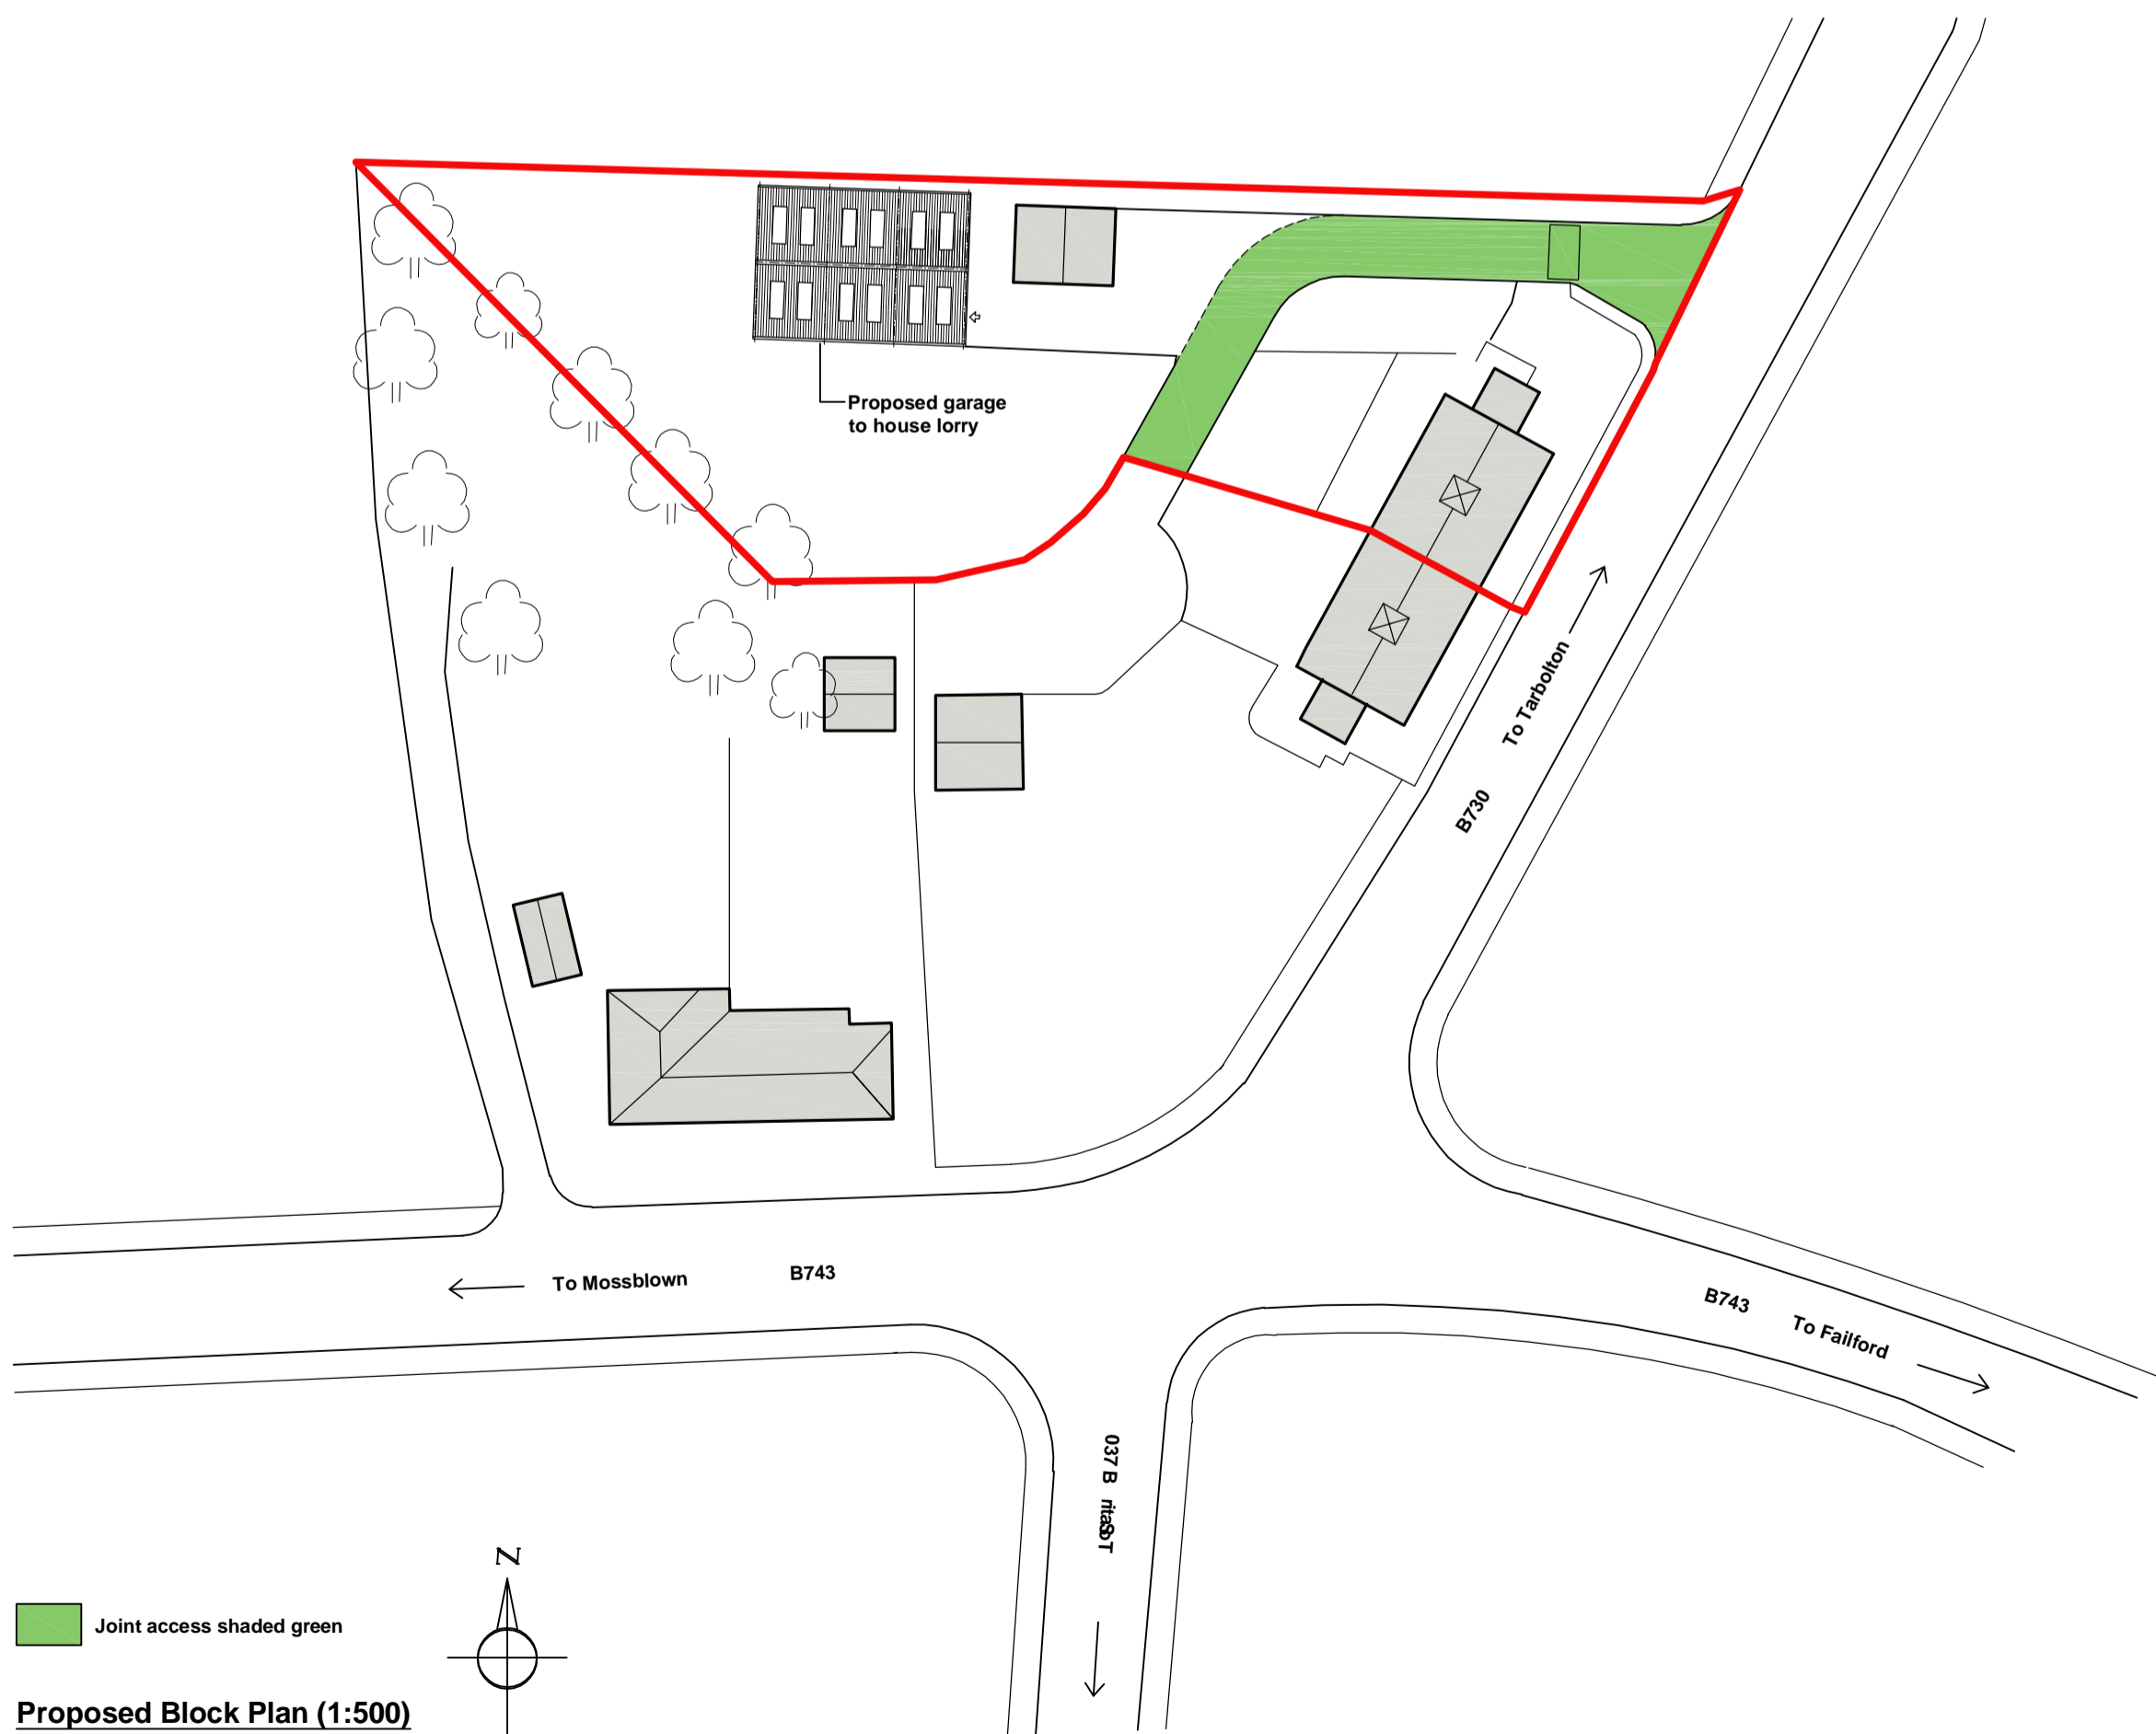 Proposed garage
to house lorry
To Tarbolton
B730
To Mossblown
B743
B743
To Failford
N
Joint access shaded green
Proposed Block Plan (1:500)